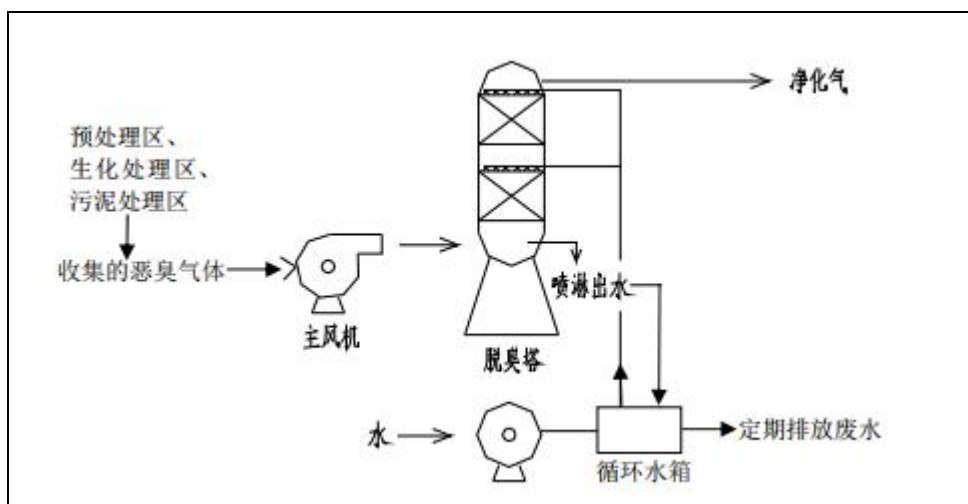 净化气
预处理区、
生化处理区、
污泥处理区
收集的恶臭气体
喷淋出水
主风机
脱臭塔
水
定期排放废水
循环水箱